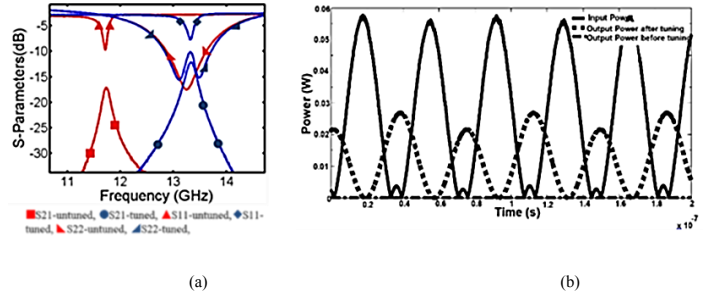 S-Parameters(dB)
-5
-10
-15
-20
-25
-30
11
12
13
14
Frequency (GHz)
S21-untuned, S21-tuned, S11-untuned, S11-
tuned, S22-untuned, S22-tuned,
(a)
Input Power
Output Power after tuning
Output Power before tuning
Power (W)
0.06
0.05
0.04
0.03
0.02
0.01
0
0.2
0.4
0.6
0.8
1
1.2
1.4
1.6
1.8
2
Time (s)
x 10⁻⁷
(b)